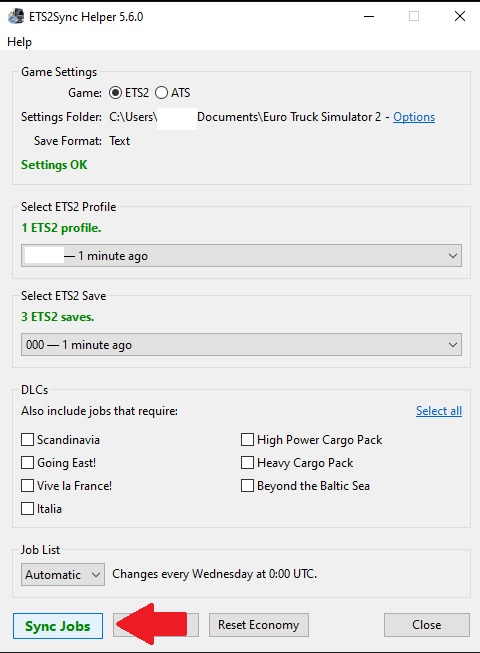 ETS2Sync Helper 5.6.0
Help
Game Settings
Game: ETS2 ATS
Settings Folder: C:\Users\ Documents\Euro Truck Simulator 2 - Options
Save Format: Text
Settings OK
Select ETS2 Profile
1 ETS2 profile.
— 1 minute ago
Select ETS2 Save
3 ETS2 saves.
000 — 1 minute ago
DLCs
Also include jobs that require: Select all
Scandinavia High Power Cargo Pack
Going East! Heavy Cargo Pack
Vive la France! Beyond the Baltic Sea
Italia
Job List
Automatic Changes every Wednesday at 0:00 UTC.
Sync Jobs Reset Economy Close